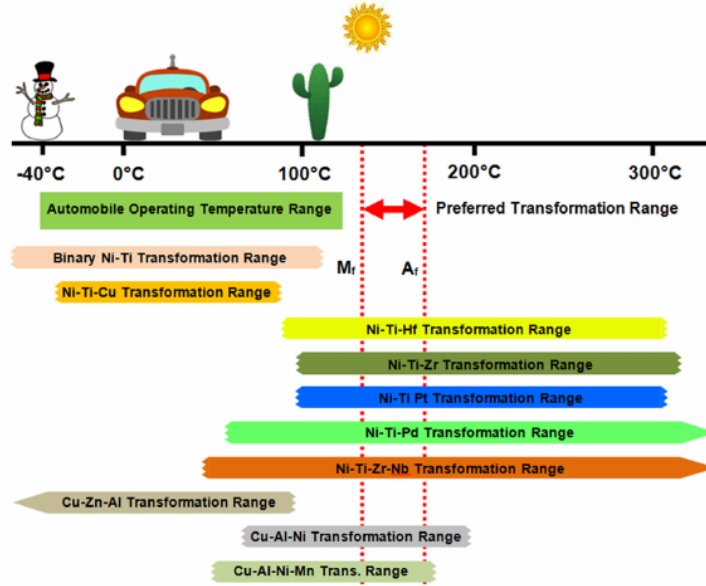 -40°C 0°C 100°C 200°C 300°C
Automobile Operating Temperature Range
Preferred Transformation Range
Binary Ni-Ti Transformation Range
Mf Af
Ni-Ti-Cu Transformation Range
Ni-Ti-Hf Transformation Range
Ni-Ti-Zr Transformation Range
Ni-Ti Pt Transformation Range
Ni-Ti-Pd Transformation Range
Ni-Ti-Zr-Nb Transformation Range
Cu-Zn-Al Transformation Range
Cu-Al-Ni Transformation Range
Cu-Al-Ni-Mn Trans. Range